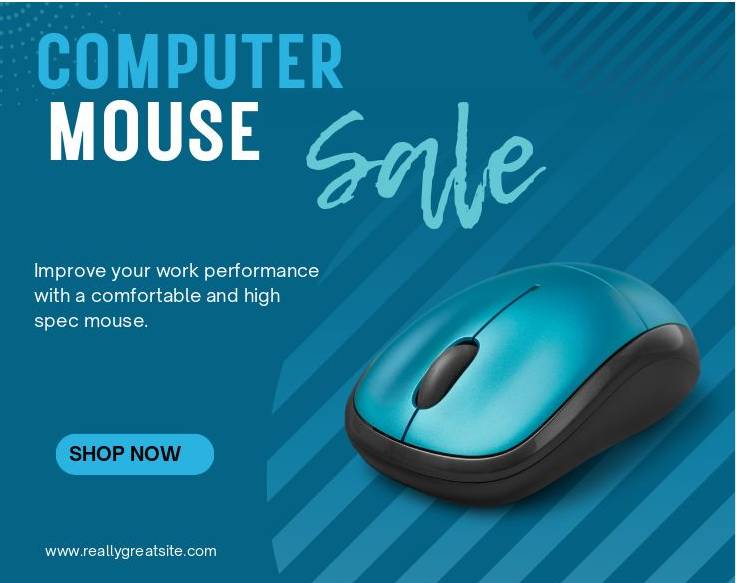 COMPUTER
MOUSE
Sale
Improve your work performance
with a comfortable and high
spec mouse.
SHOP NOW
www.reallygreatsite.com